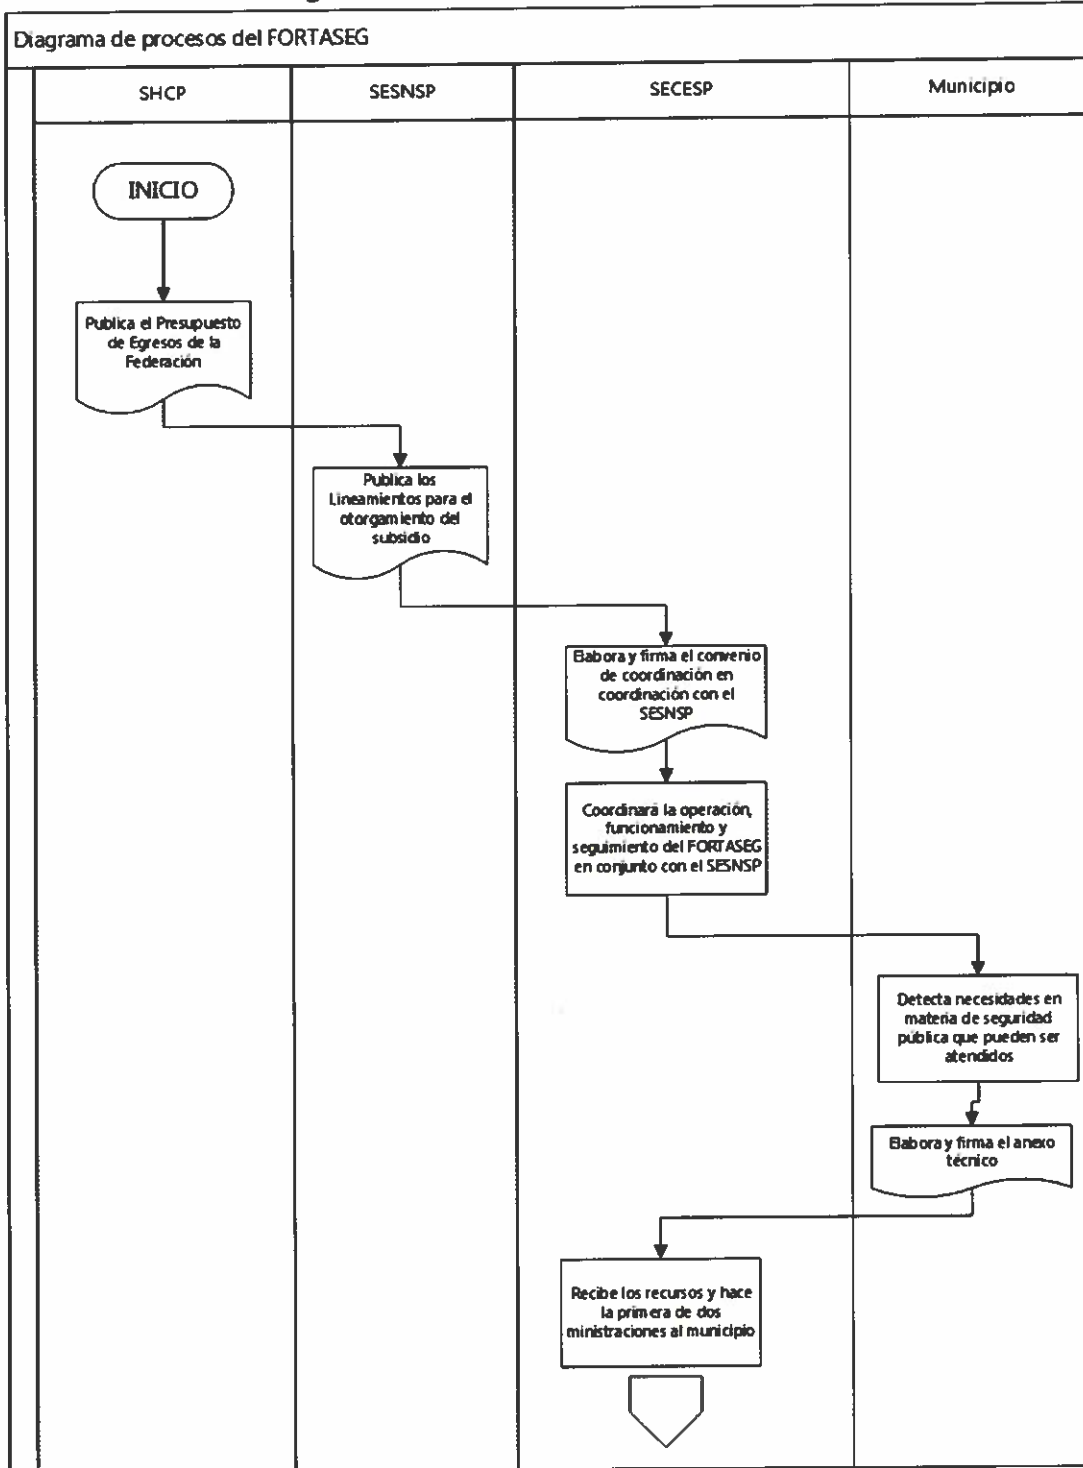 Diagrama de procesos del FORTASEG
SHCP
SESNSP
SECESP
Municipio
INICIO
Publica el Presupuesto
de Egresos de la
Federación
Publica los
Lineamientos para el
otorgamiento del
subsidio
Elabora y firma el convenio
de coordinación en
coordinación con el
SESNSP
Coordinará la operación,
funcionamiento y
seguimiento del FORTASEG
en conjunto con el SESNSP
Detecta necesidades en
materia de seguridad
pública que pueden ser
atendidos
Elabora y firma el anexo
técnico
Recibe los recursos y hace
la primera de dos
ministraciones al municipio